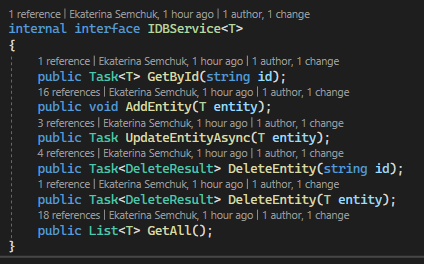 1 reference | Ekaterina Semchuk, 1 hour ago | 1 author, 1 change
internal interface IDBService<T>
{
1 reference | Ekaterina Semchuk, 1 hour ago | 1 author, 1 change
public Task<T> GetById(string id);
16 references | Ekaterina Semchuk, 1 hour ago | 1 author, 1 change
public void AddEntity(T entity);
3 references | Ekaterina Semchuk, 1 hour ago | 1 author, 1 change
public Task UpdateEntityAsync(T entity);
4 references | Ekaterina Semchuk, 1 hour ago | 1 author, 1 change
public Task<DeleteResult> DeleteEntity(string id);
1 reference | Ekaterina Semchuk, 1 hour ago | 1 author, 1 change
public Task<DeleteResult> DeleteEntity(T entity);
18 references | Ekaterina Semchuk, 1 hour ago | 1 author, 1 change
public List<T> GetAll();
}